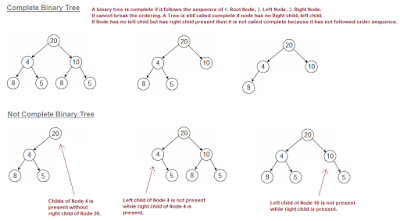 Complete Binary Tree
A binary tree is complete if it follows the sequence of 1. Root Node, 2. Left Node, 3. Right Node.
It cannot break the ordering. A Tree is still called complete if node has no Right child, left child.
If Node has no left child but has right child present then it is not called complete because it has not followed order sequence.
20 20 20
4 10 4 10 4 10
8 5 8 5 8 5 8
Not Complete Binary Tree
20 20 20
4 4 10 4 10
8 5 5 8 5 8 5 5
Childs of Node 4 is
present without
right child of Node 20.
Left child of Node 4 is not present
while right child of Node 4 is
present.
Left child of Node 10 is not present
while right child is present.